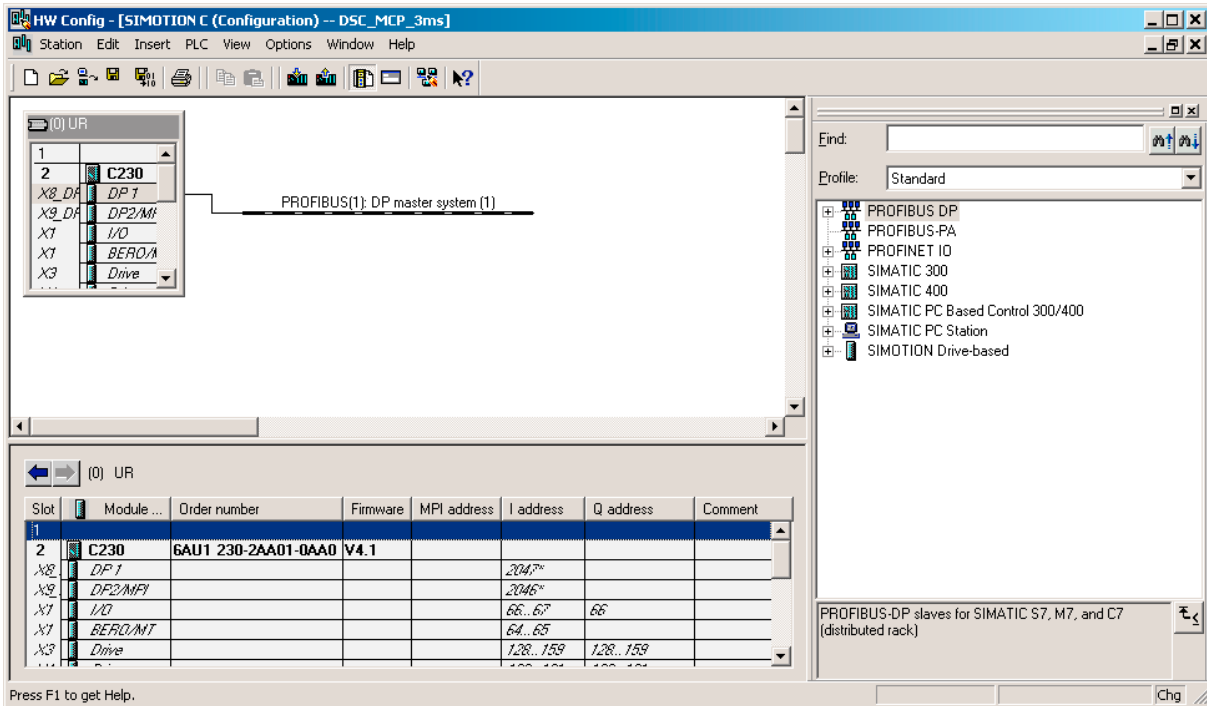 HW Config - [SIMOTION C (Configuration) -- DSC_MCP_3ms]
Station Edit Insert PLC View Options Window Help
(0) UR
1
2 C230
X8_DP DP 1
X9_DP DP2/MP
X1 I/O
X1 BERO/M
X3 Drive
PROFIBUS(1): DP master system (1)
Find:
Profile: Standard
PROFIBUS DP
PROFIBUS-PA
PROFINET IO
SIMATIC 300
SIMATIC 400
SIMATIC PC Based Control 300/400
SIMATIC PC Station
SIMOTION Drive-based
(0) UR
Slot Module ... Order number Firmware MPI address I address Q address Comment
1
2 C230 6AU1 230-2AA01-0AA0 V4.1
X8_ DP 1 2047*
X9_ DP2/MPI 2046*
X1 I/O 66...67 66
X1 BERO/MT 64...65
X3 Drive 128...159 128...159
PROFIBUS-DP slaves for SIMATIC S7, M7, and C7
(distributed rack)
Press F1 to get Help.
Chg